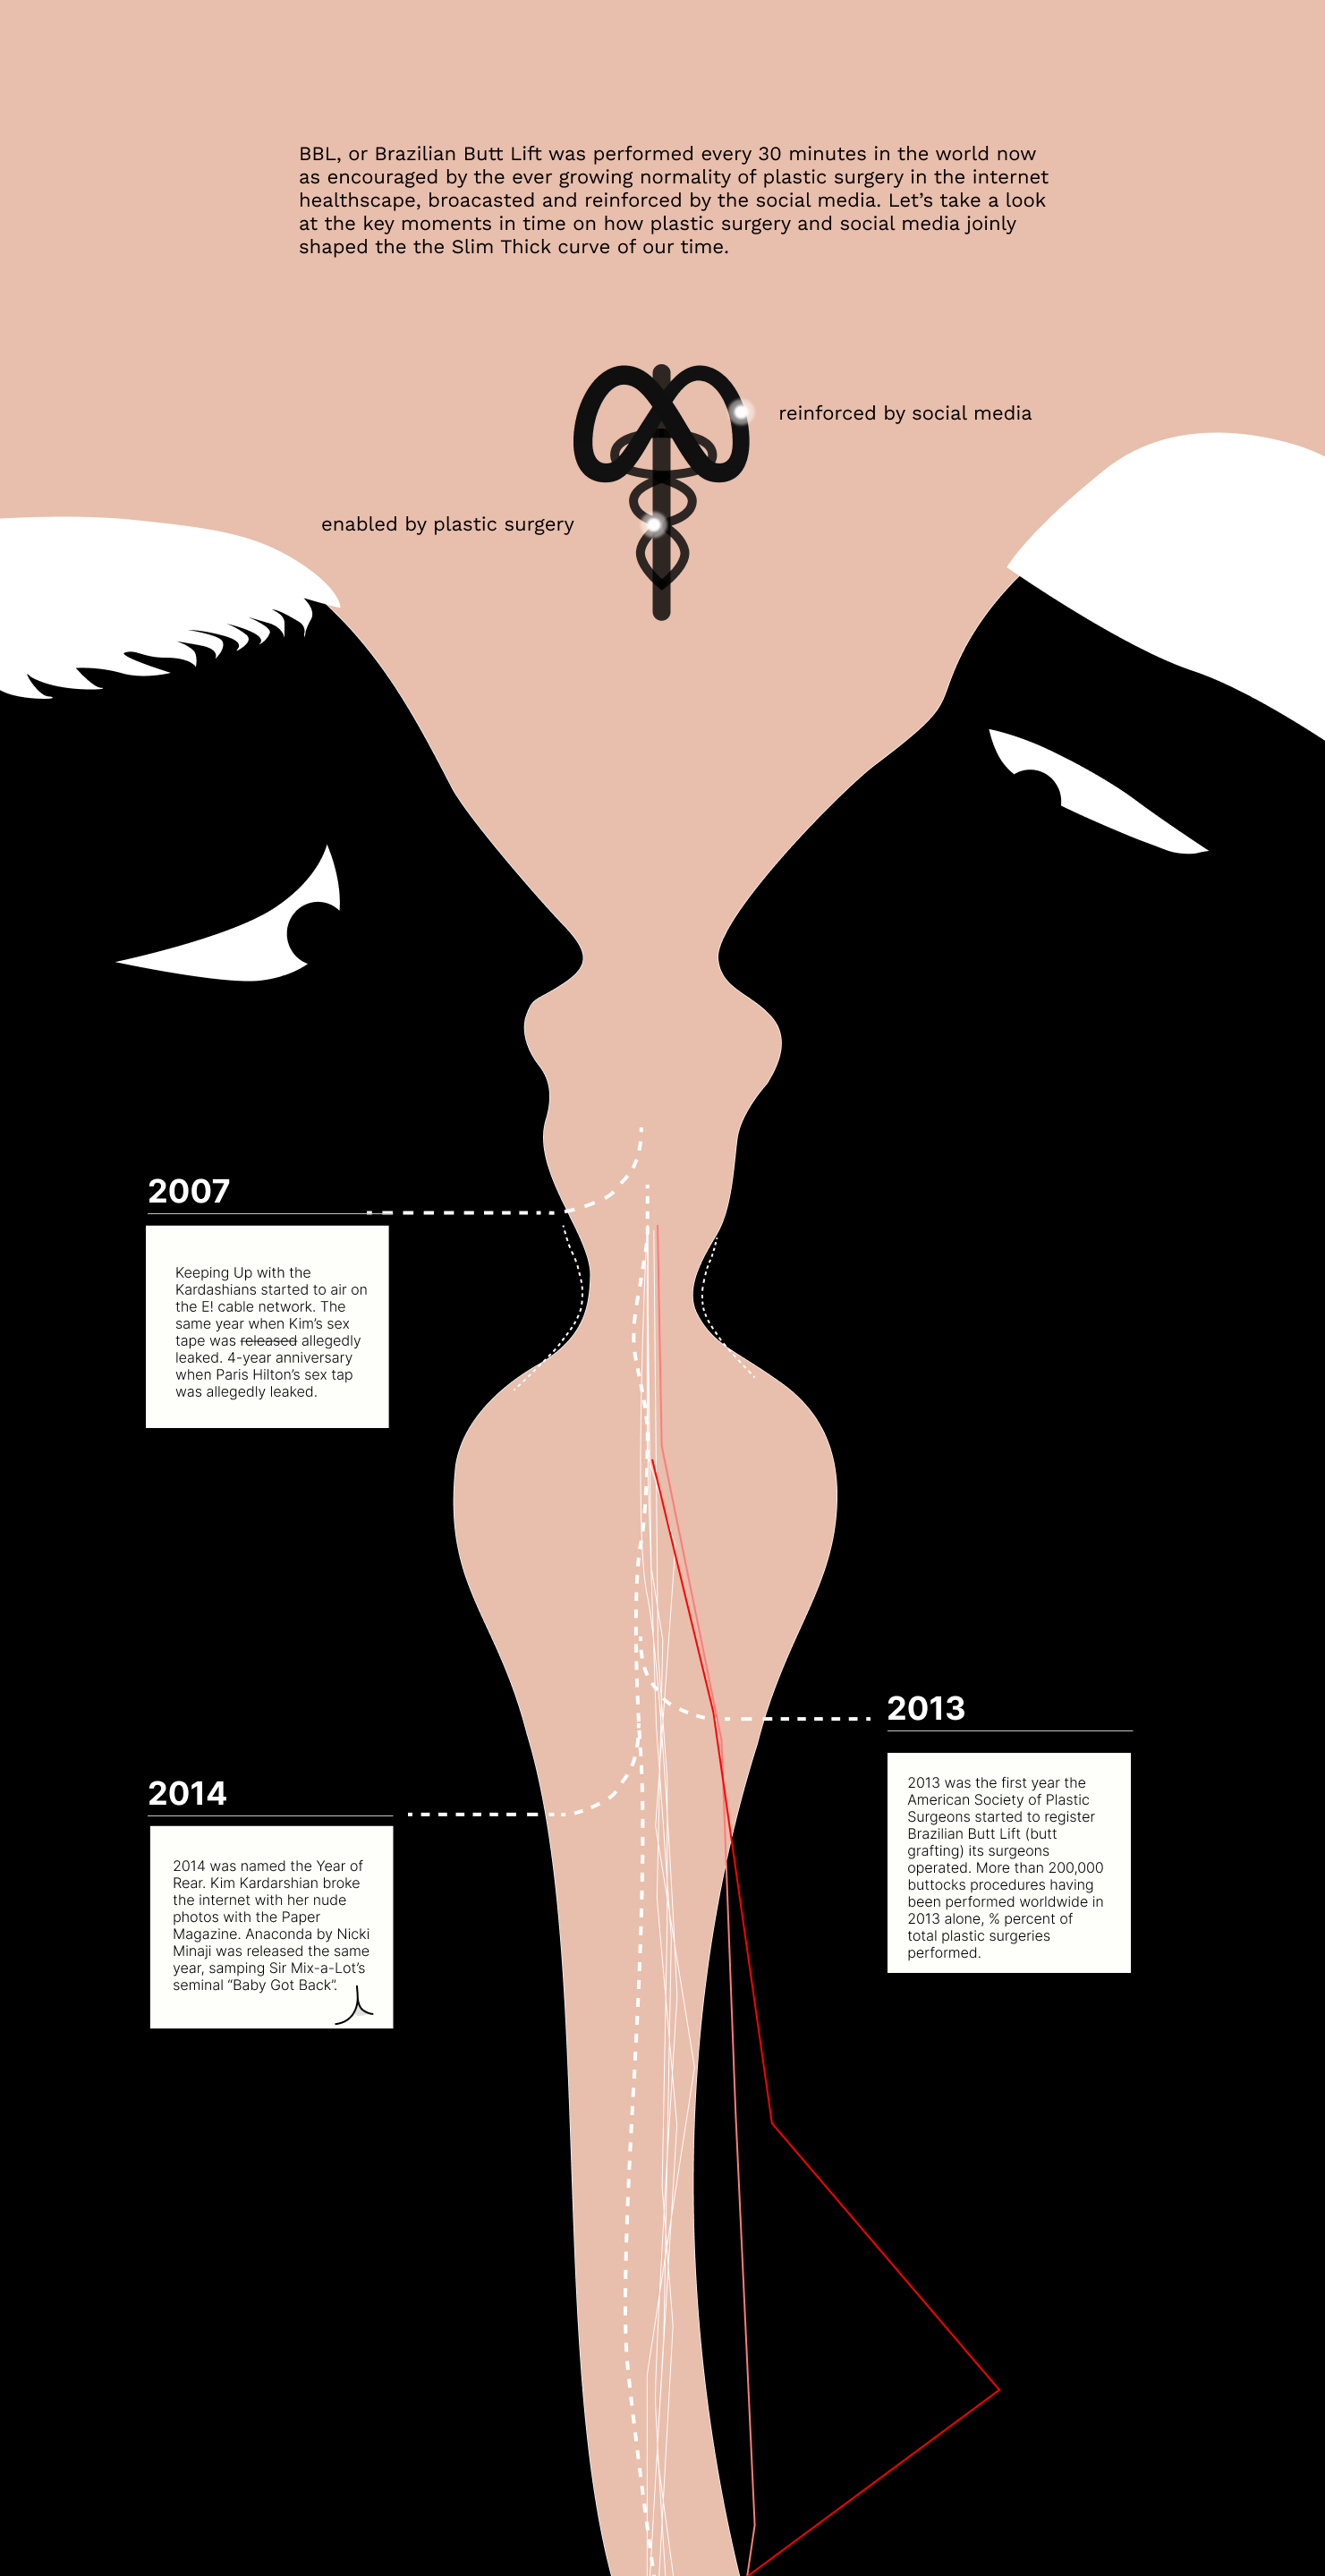 BBL, or Brazilian Butt Lift was performed every 30 minutes in the world now
as encouraged by the ever growing normality of plastic surgery in the internet
healthscape, broacasted and reinforced by the social media. Let’s take a look
at the key moments in time on how plastic surgery and social media joinly
shaped the the Slim Thick curve of our time.
reinforced by social media
enabled by plastic surgery
2007
Keeping Up with the
Kardashians started to air on
the E! cable network. The
same year when Kim’s sex
tape was released allegedly
leaked. 4-year anniversary
when Paris Hilton’s sex tap
was allegedly leaked.
2013
2013 was the first year the
American Society of Plastic
Surgeons started to register
Brazilian Butt Lift (butt
grafting) its surgeons
operated. More than 200,000
buttocks procedures having
been performed worldwide in
2013 alone, % percent of
total plastic surgeries
performed.
2014
2014 was named the Year of
Rear. Kim Kardarshian broke
the internet with her nude
photos with the Paper
Magazine. Anaconda by Nicki
Minaji was released the same
year, samping Sir Mix-a-Lot’s
seminal “Baby Got Back”.